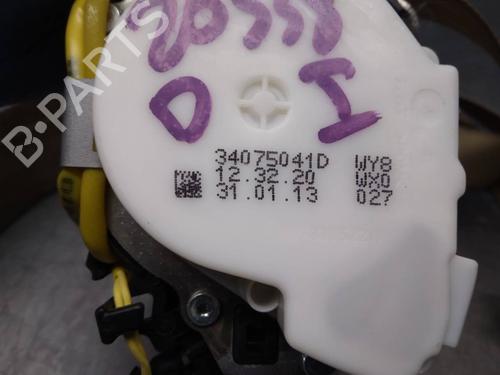 D I
34075041D WY8
12.32.20 WX0
31.01.13 027
B-PARTS